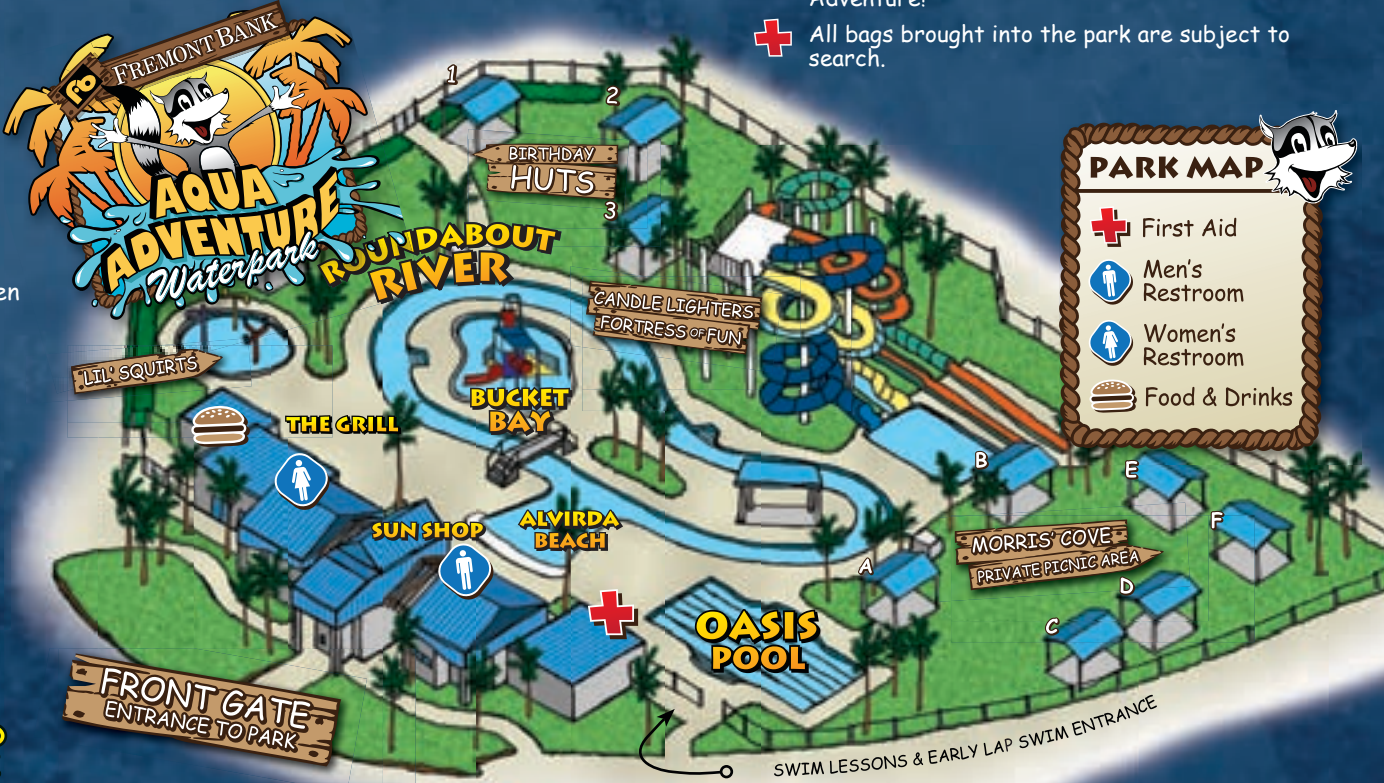 Adventure!
All bags brought into the park are subject to
search.
fb
FREMONT BANK
AQUA
ADVENTURE
Waterpark
en
1
2
3
BIRTHDAY
HUTS
ROUNDABOUT
RIVER
CANDLE LIGHTERS
FORTRESS OF FUN
PARK MAP
First Aid
Men's
Restroom
Women's
Restroom
Food & Drinks
LIL' SQUIRTS
THE GRILL
BUCKET
BAY
SUN SHOP
ALVIRDA
BEACH
A
B
E
F
MORRIS' COVE
PRIVATE PICNIC AREA
D
C
OASIS
POOL
FRONT GATE
ENTRANCE TO PARK
SWIM LESSONS & EARLY LAP SWIM ENTRANCE